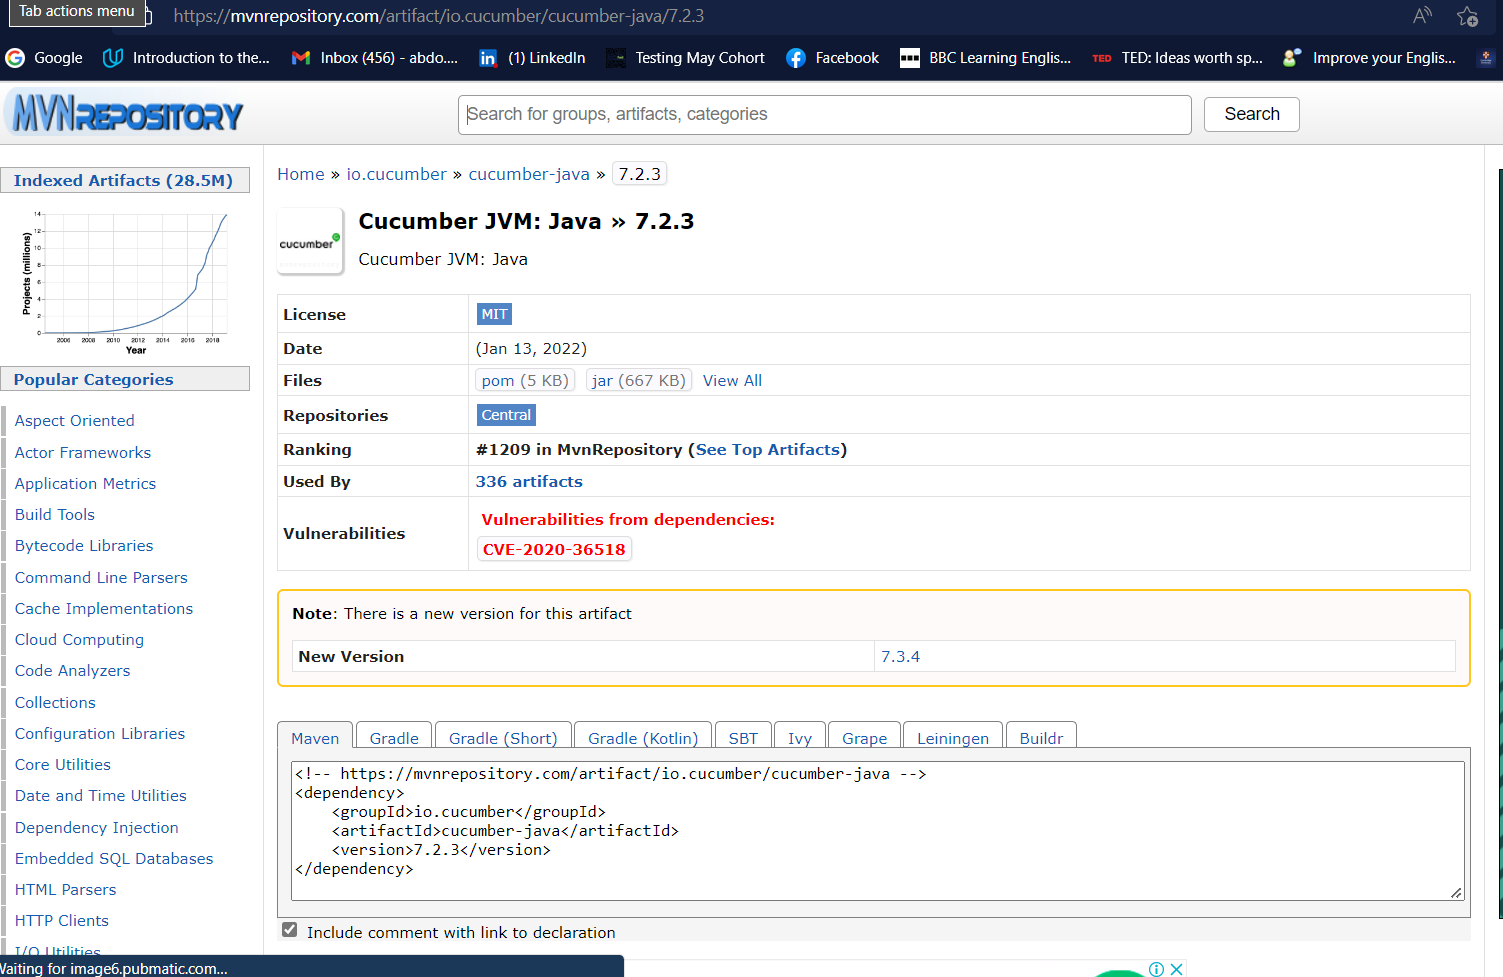 Tab actions menu
https://mvnrepository.com/artifact/io.cucumber/cucumber-java/7.2.3
Google
Introduction to the...
Inbox (456) - abdo....
(1) LinkedIn
Testing May Cohort
Facebook
BBC Learning Englis...
TED TED: Ideas worth sp...
Improve your Englis...
MVNREPOSITORY
Search for groups, artifacts, categories
Search
Indexed Artifacts (28.5M)
Projects (millions)
14
12
10
8
6
4
2
0
2006 2008 2010 2012 2014 2016 2018
Year
Popular Categories
Aspect Oriented
Actor Frameworks
Application Metrics
Build Tools
Bytecode Libraries
Command Line Parsers
Cache Implementations
Cloud Computing
Code Analyzers
Collections
Configuration Libraries
Core Utilities
Date and Time Utilities
Dependency Injection
Embedded SQL Databases
HTML Parsers
HTTP Clients
I/O Utilities
Home » io.cucumber » cucumber-java » 7.2.3
cucumber
Cucumber JVM: Java » 7.2.3
Cucumber JVM: Java
License MIT
Date (Jan 13, 2022)
Files pom (5 KB) jar (667 KB) View All
Repositories Central
Ranking #1209 in MvnRepository (See Top Artifacts)
Used By 336 artifacts
Vulnerabilities Vulnerabilities from dependencies:
CVE-2020-36518
Note: There is a new version for this artifact
New Version 7.3.4
Maven Gradle Gradle (Short) Gradle (Kotlin) SBT Ivy Grape Leiningen Buildr
<!-- https://mvnrepository.com/artifact/io.cucumber/cucumber-java -->
<dependency>
<groupId>io.cucumber</groupId>
<artifactId>cucumber-java</artifactId>
<version>7.2.3</version>
</dependency>
Include comment with link to declaration
Waiting for image6.pubmatic.com...